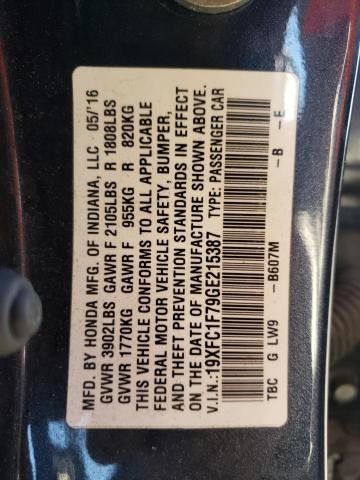 MFG. BY HONDA MFG. OF INDIANA, LLC 05/'16
GVWR 3902LBS GAWR F 2105LBS R 1808LBS
GVWR 1770KG GAWR F 955KG R 820KG
THIS VEHICLE CONFORMS TO ALL APPLICABLE
FEDERAL MOTOR VEHICLE SAFETY, BUMPER,
AND THEFT PREVENTION STANDARDS IN EFFECT
ON THE DATE OF MANUFACTURE SHOWN ABOVE.
V.I.N.:19XFC1F79GE215387 TYPE: PASSENGER CAR
TBC G LW9 - B607M - B - E